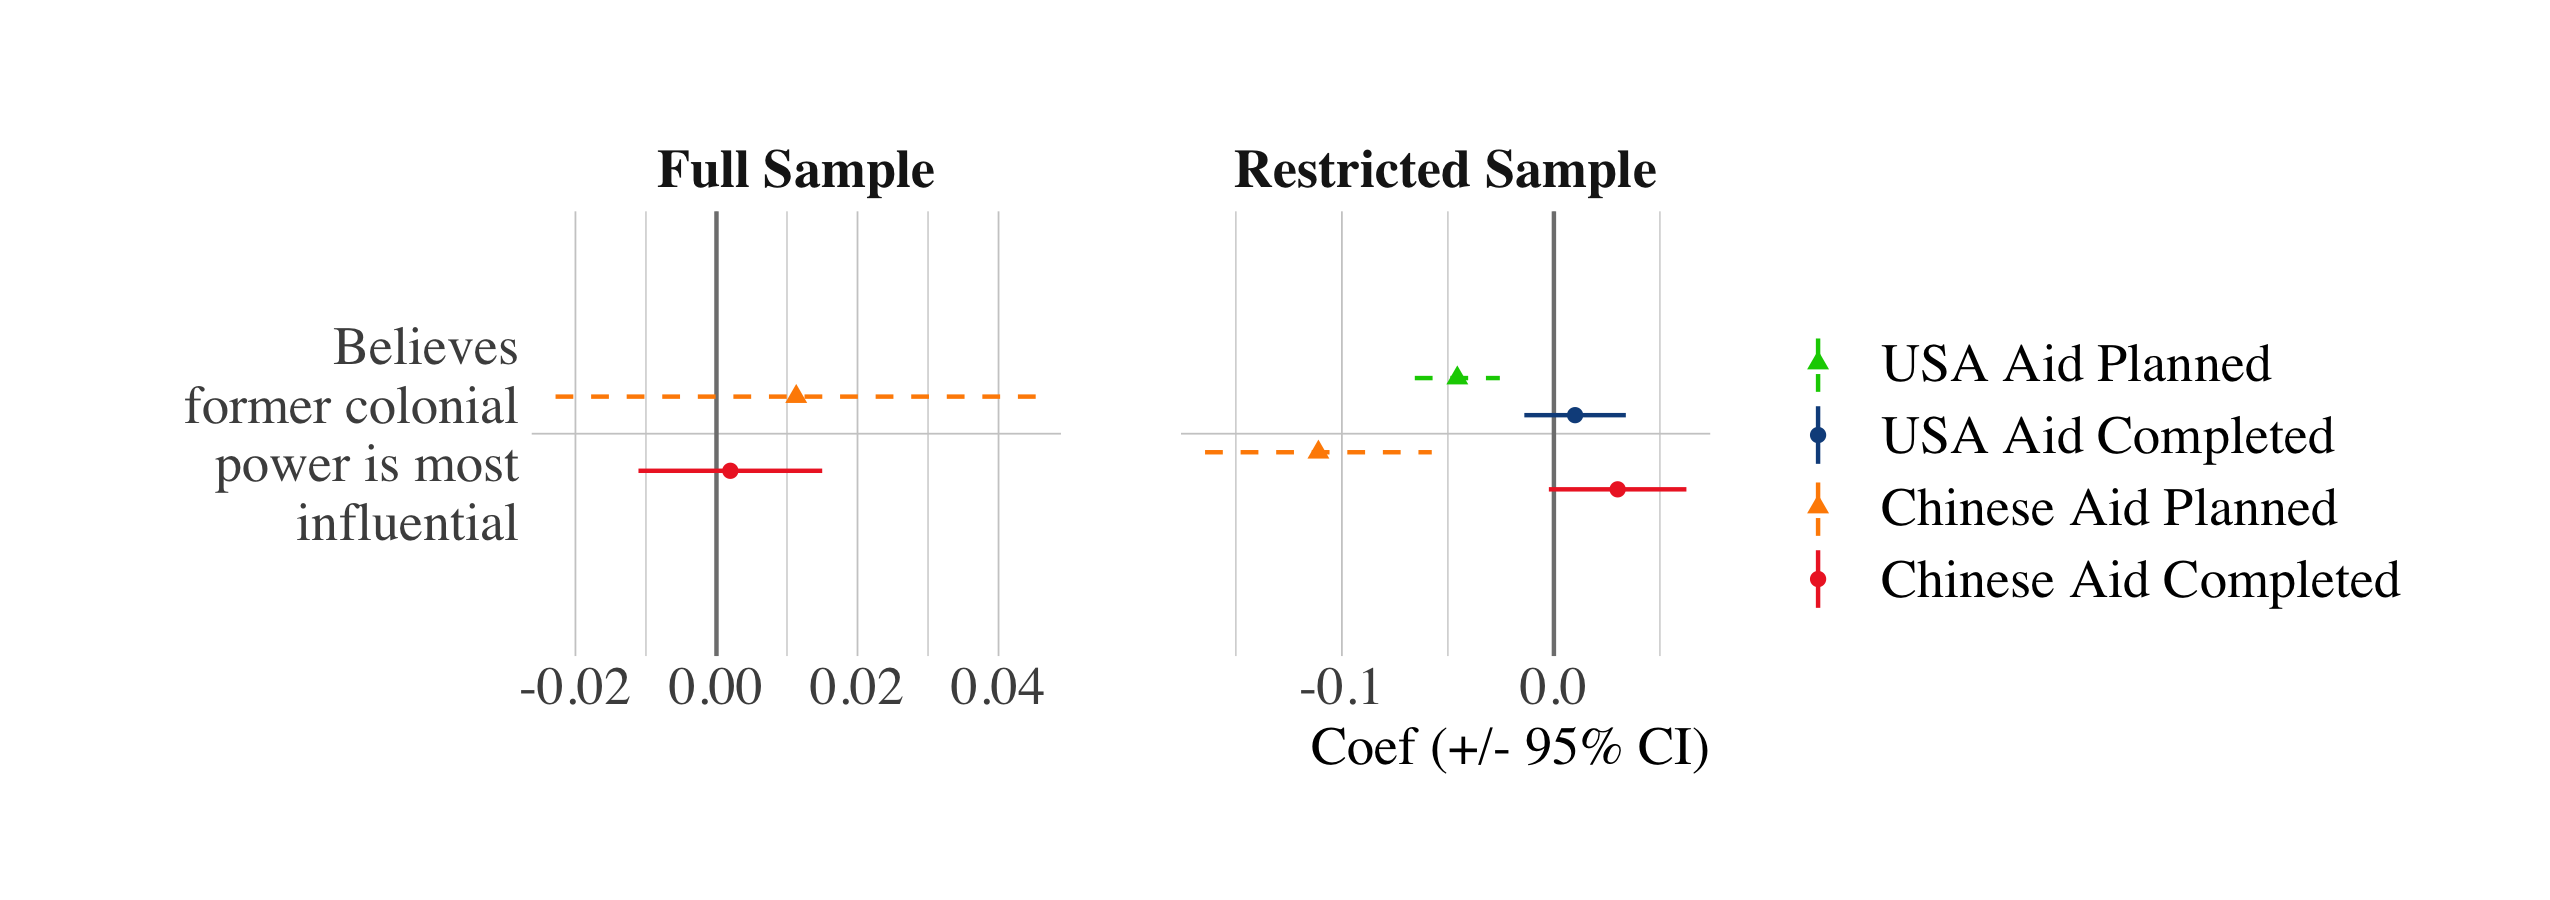 Full Sample
Restricted Sample
Believes
former colonial
power is most
influential
-0.02 0.00 0.02 0.04
-0.1 0.0
Coef (+/- 95% CI)
USA Aid Planned
USA Aid Completed
Chinese Aid Planned
Chinese Aid Completed